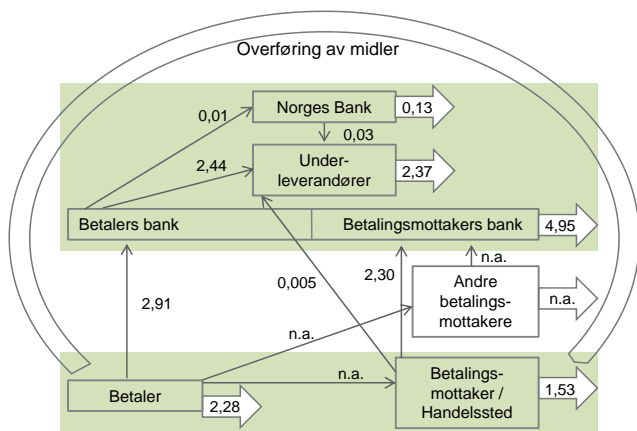 Overføring av midler
Norges Bank
0,13
0,01
0,03
2,44
Under-
leverandører
2,37
Betalers bank
Betalingsmottakers bank
4,95
n.a.
2,30
0,005
Andre
betalings-
mottakere
n.a.
2,91
n.a.
Betaler
2,28
n.a.
Betalings-
mottaker /
Handelssted
1,53